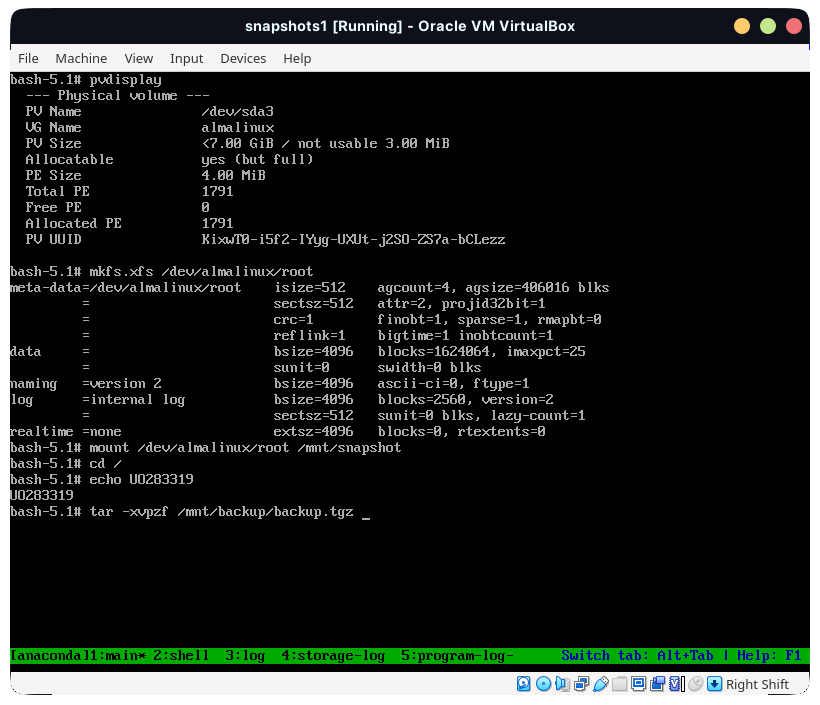 snapshots1 [Running] - Oracle VM VirtualBox
File Machine View Input Devices Help
bash-5.1# pvdisplay
--- Physical volume ---
PV Name /dev/sda3
VG Name almalinux
PV Size <7.00 GiB / not usable 3.00 MiB
Allocatable yes (but full)
PE Size 4.00 MiB
Total PE 1791
Free PE 0
Allocated PE 1791
PV UUID KixwT0-i5f2-IYyg-UXUt-j2SO-ZS7a-bCLezz
bash-5.1# mkfs.xfs /dev/almalinux/root
meta-data=/dev/almalinux/root isize=512 agcount=4, agsize=406016 blks
= sectsz=512 attr=2, projid32bit=1
= crc=1 finobt=1, sparse=1, rmapbt=0
= reflink=1 bigtime=1 inobtcount=1
data = bsize=4096 blocks=1624064, imaxpct=25
= sunit=0 swidth=0 blks
naming =version 2 bsize=4096 ascii-ci=0, ftype=1
log =internal log bsize=4096 blocks=2560, version=2
= sectsz=512 sunit=0 blks, lazy-count=1
realtime =none extsz=4096 blocks=0, rtextents=0
bash-5.1# mount /dev/almalinux/root /mnt/snapshot
bash-5.1# cd /
bash-5.1# echo UO283319
UO283319
bash-5.1# tar -xvpzf /mnt/backup/backup.tgz _
[anaconda]1:main* 2:shell 3:log 4:storage-log 5:program-log- Switch tab: Alt+Tab | Help: F1
Right Shift